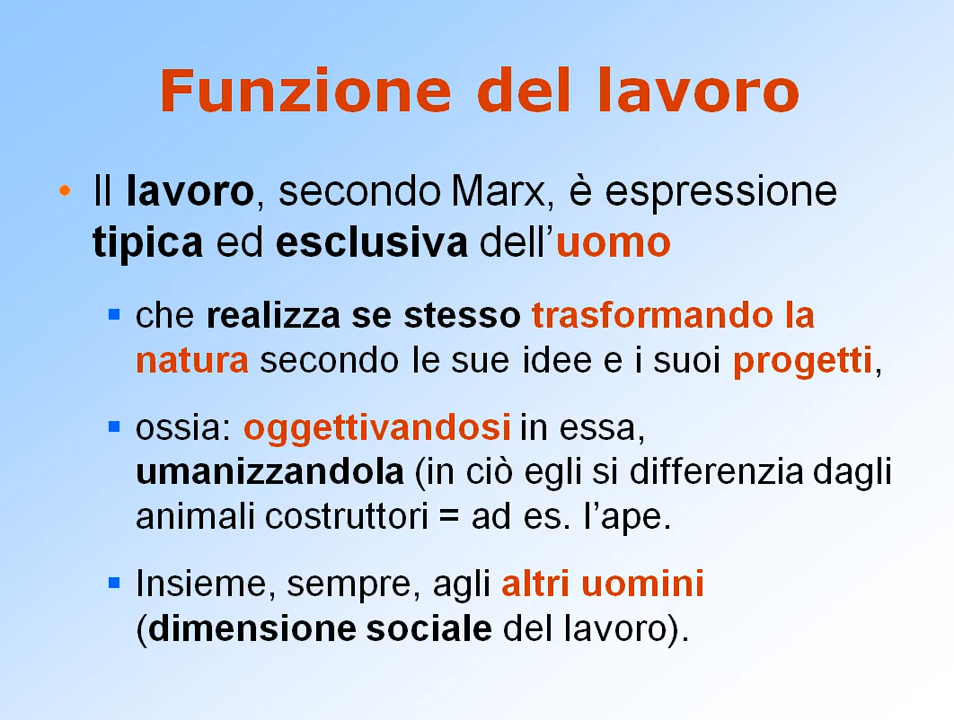 Funzione del lavoro
• Il lavoro, secondo Marx, è espressione
tipica ed esclusiva dell’uomo
▪ che realizza se stesso trasformando la
natura secondo le sue idee e i suoi progetti,
▪ ossia: oggettivandosi in essa,
umanizzandola (in ciò egli si differenzia dagli
animali costruttori = ad es. l’ape.
▪ Insieme, sempre, agli altri uomini
(dimensione sociale del lavoro).